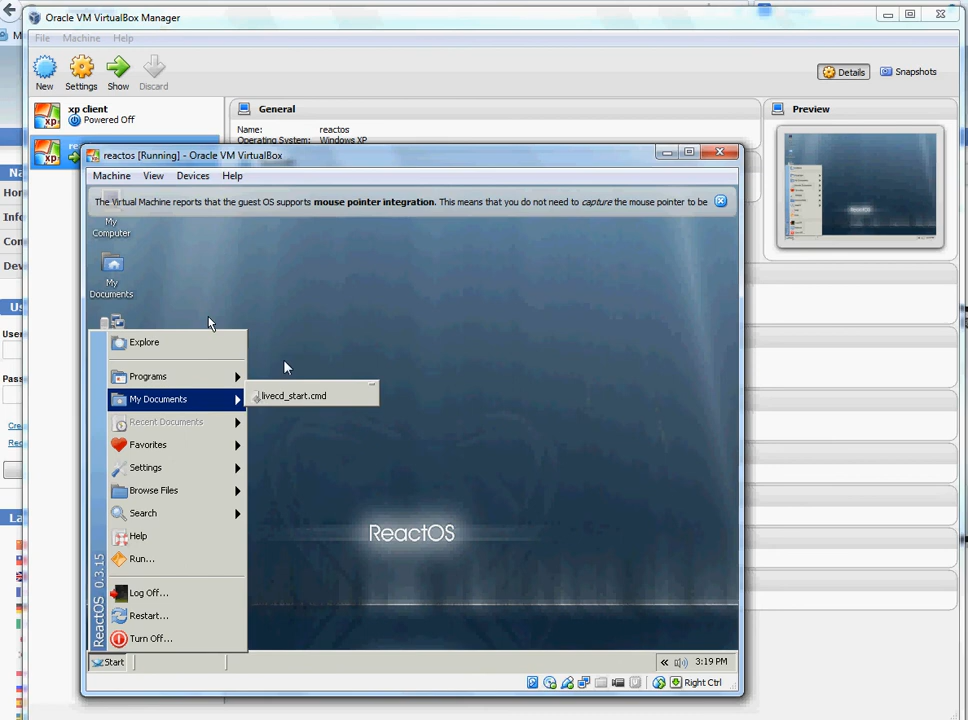 Oracle VM VirtualBox Manager
File Machine Help
New Settings Show Discard
Details Snapshots
xp client
Powered Off
General
Name: reactos
Operating System: Windows XP
Preview
reactos [Running] - Oracle VM VirtualBox
Machine View Devices Help
The Virtual Machine reports that the guest OS supports mouse pointer integration. This means that you do not need to capture the mouse pointer to be
My
Computer
My
Documents
Explore
Programs
My Documents
livecd_start.cmd
Recent Documents
Favorites
Settings
Browse Files
Search
Help
Run...
Log Off...
Restart...
Turn Off...
ReactOS 0.3.15
ReactOS
Start
3:19 PM
Right Ctrl